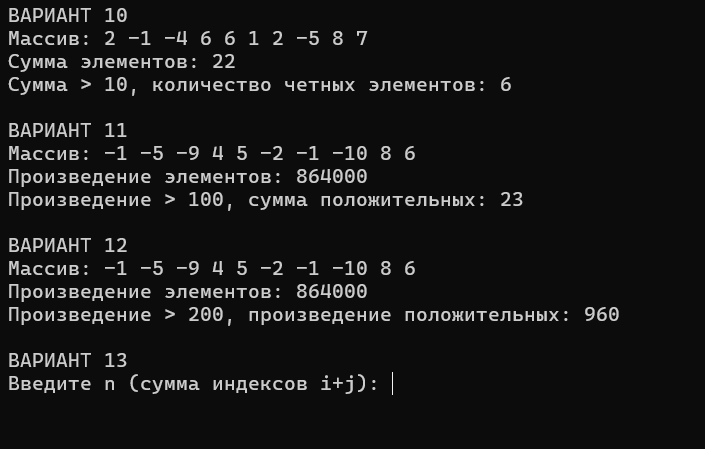 ВАРИАНТ 10
Массив: 2 -1 -4 6 6 1 2 -5 8 7
Сумма элементов: 22
Сумма > 10, количество четных элементов: 6
ВАРИАНТ 11
Массив: -1 -5 -9 4 5 -2 -1 -10 8 6
Произведение элементов: 864000
Произведение > 100, сумма положительных: 23
ВАРИАНТ 12
Массив: -1 -5 -9 4 5 -2 -1 -10 8 6
Произведение элементов: 864000
Произведение > 200, произведение положительных: 960
ВАРИАНТ 13
Введите n (сумма индексов i+j):